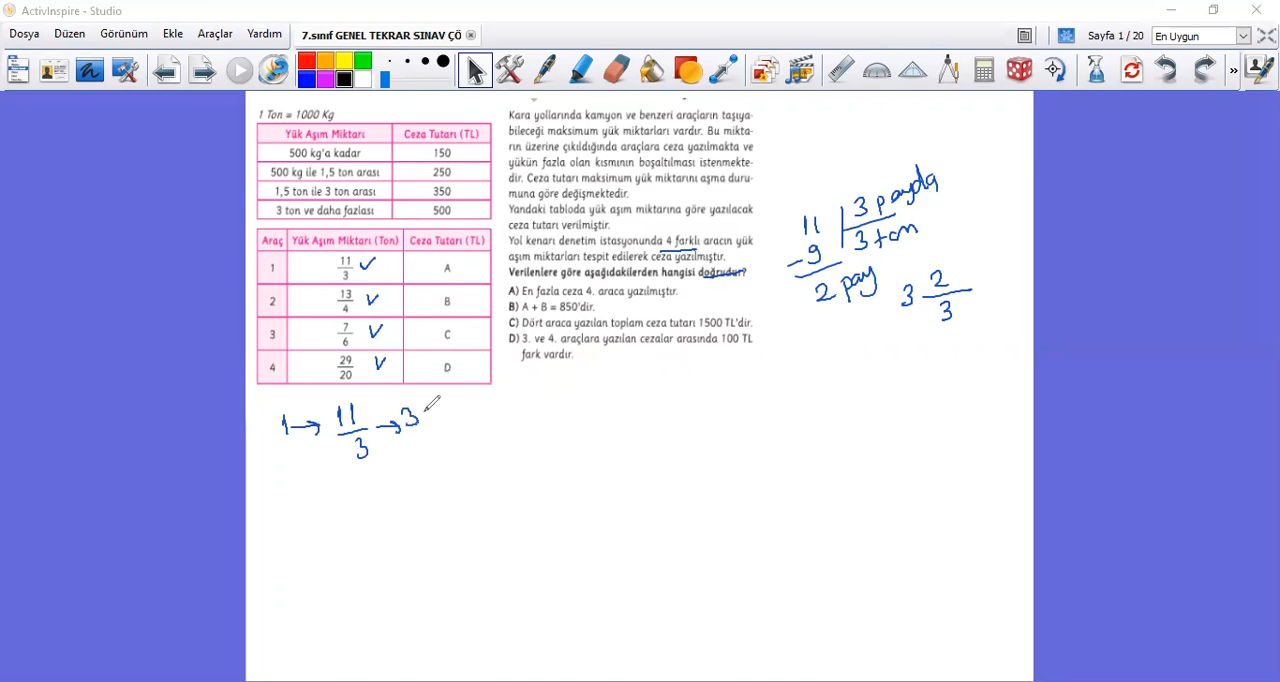 ActivInspire - Studio
Dosya Düzen Görünüm Ekle Araçlar Yardım
7.sınıf GENEL TEKRAR SINAV ÇÖ
Sayfa 1 / 20
En Uygun
1 Ton = 1000 Kg
Yük Aşım Miktarı Ceza Tutarı (TL)
500 kg'a kadar 150
500 kg ile 1,5 ton arası 250
1,5 ton ile 3 ton arası 350
3 ton ve daha fazlası 500
Araç Yük Aşım Miktarı (Ton) Ceza Tutarı (TL)
1 11/3 ✓ A
2 13/4 ✓ B
3 7/6 ✓ C
4 29/20 ✓ D
1 → 11/3 → 3
Kara yollarında kamyon ve benzeri araçların taşıya-
bileceği maksimum yük miktarları vardır. Bu mikta-
rın üzerine çıkıldığında araçlara ceza yazılmakta ve
yükün fazla olan kısmının boşaltılması istenmekte-
dir. Ceza tutarı maksimum yük miktarını aşma duru-
muna göre değişmektedir.
Yandaki tabloda yük aşım miktarına göre yazılacak
ceza tutarı verilmiştir.
Yol kenarı denetim istasyonunda 4 farklı aracın yük
aşım miktarları tespit edilerek ceza yazılmıştır.
Verilenlere göre aşağıdakilerden hangisi doğrudur?
A) En fazla ceza 4. araca yazılmıştır.
B) A + B = 850'dir.
C) Dört araca yazılan toplam ceza tutarı 1500 TL'dir.
D) 3. ve 4. araçlara yazılan cezalar arasında 100 TL
fark vardır.
11 3 payda
- 9 3 ton
2 pay 3 2/3